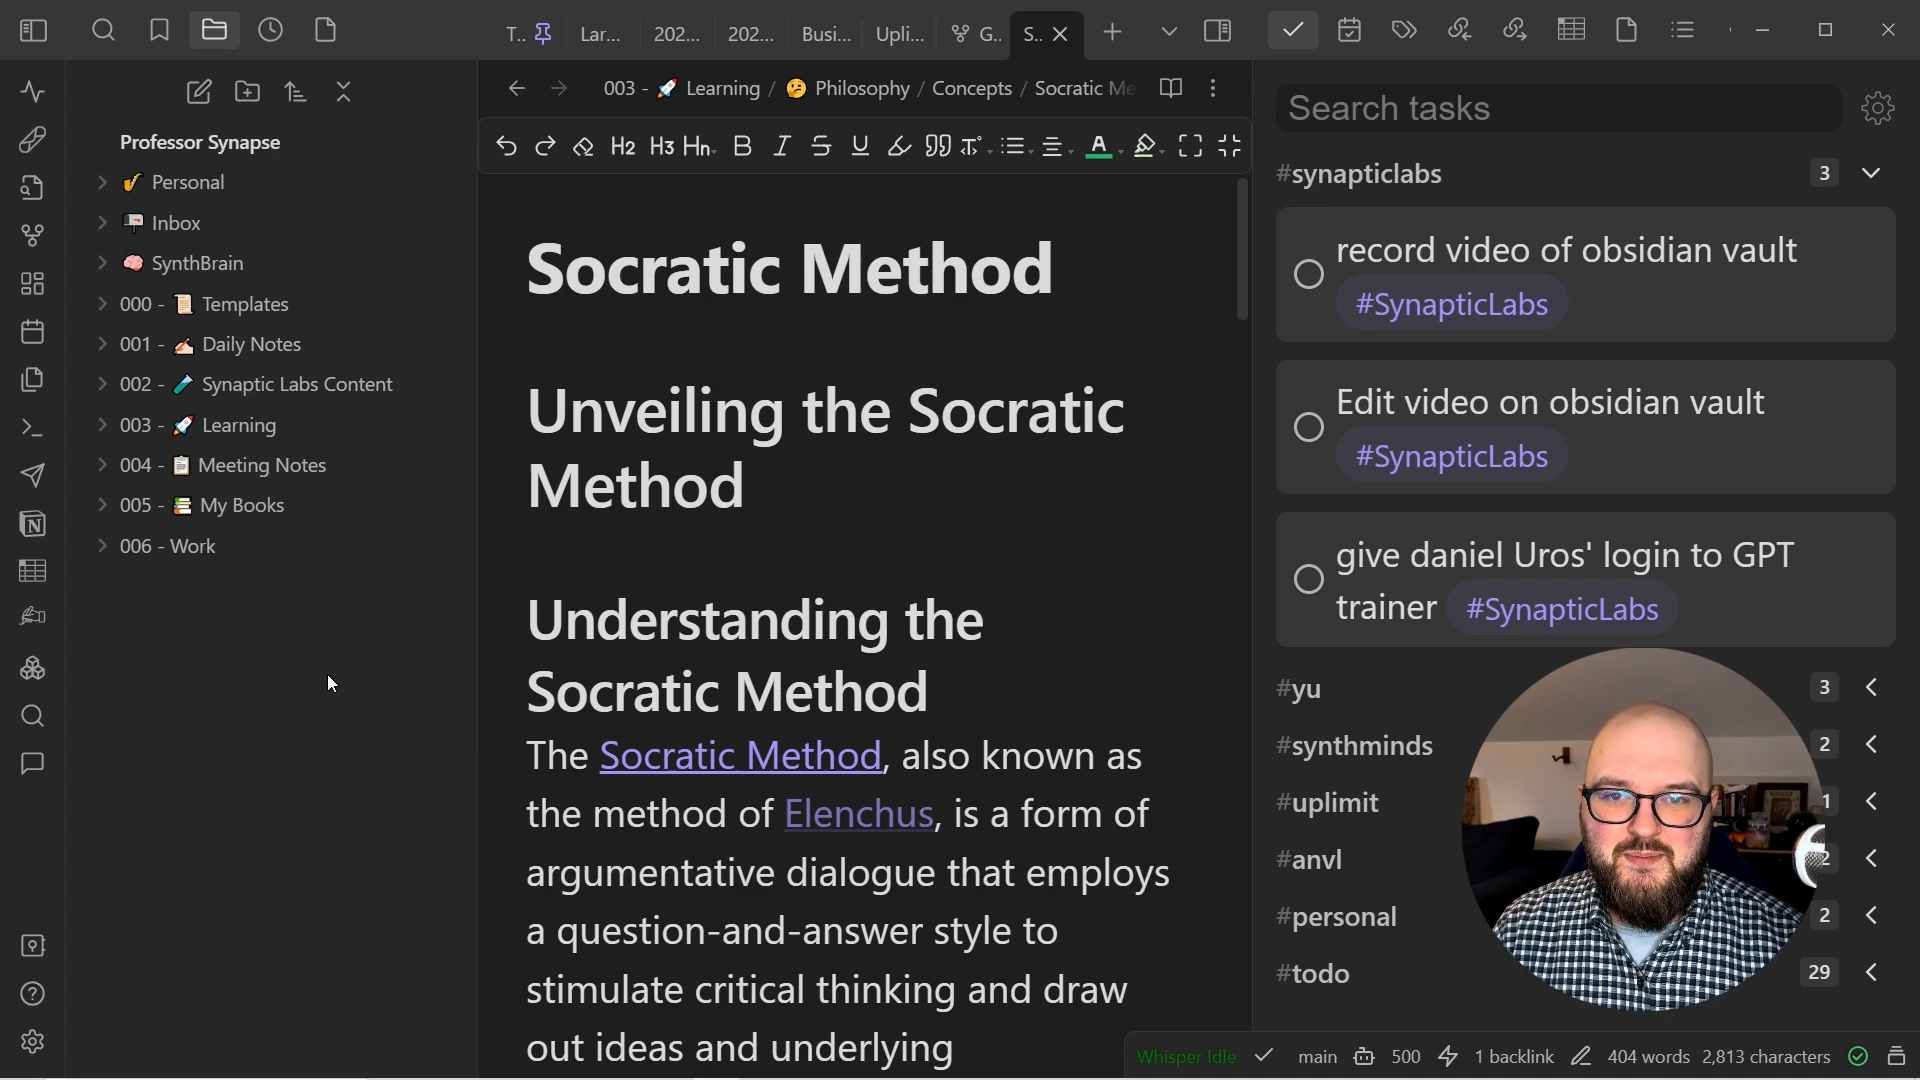 T..
Lar...
202...
202...
Busi...
Upli...
G..
S..
Professor Synapse
Personal
Inbox
SynthBrain
000 - 📜 Templates
001 - ✍🏻 Daily Notes
002 - 🧪 Synaptic Labs Content
003 - 🚀 Learning
004 - 📋 Meeting Notes
005 - 📚 My Books
006 - Work
003 - 🚀 Learning / 🤔 Philosophy / Concepts / Socratic Me
H2 H3 Hn B I S U T A
Socratic Method
Unveiling the Socratic
Method
Understanding the
Socratic Method
The Socratic Method, also known as
the method of Elenchus, is a form of
argumentative dialogue that employs
a question-and-answer style to
stimulate critical thinking and draw
out ideas and underlying
Search tasks
#synapticlabs 3
record video of obsidian vault
#SynapticLabs
Edit video on obsidian vault
#SynapticLabs
give daniel Uros' login to GPT
trainer #SynapticLabs
#yu 3
#synthminds 2
#uplimit 1
#anvl 2
#personal 2
#todo 29
Whisper Idle main 500 1 backlink 404 words 2,813 characters